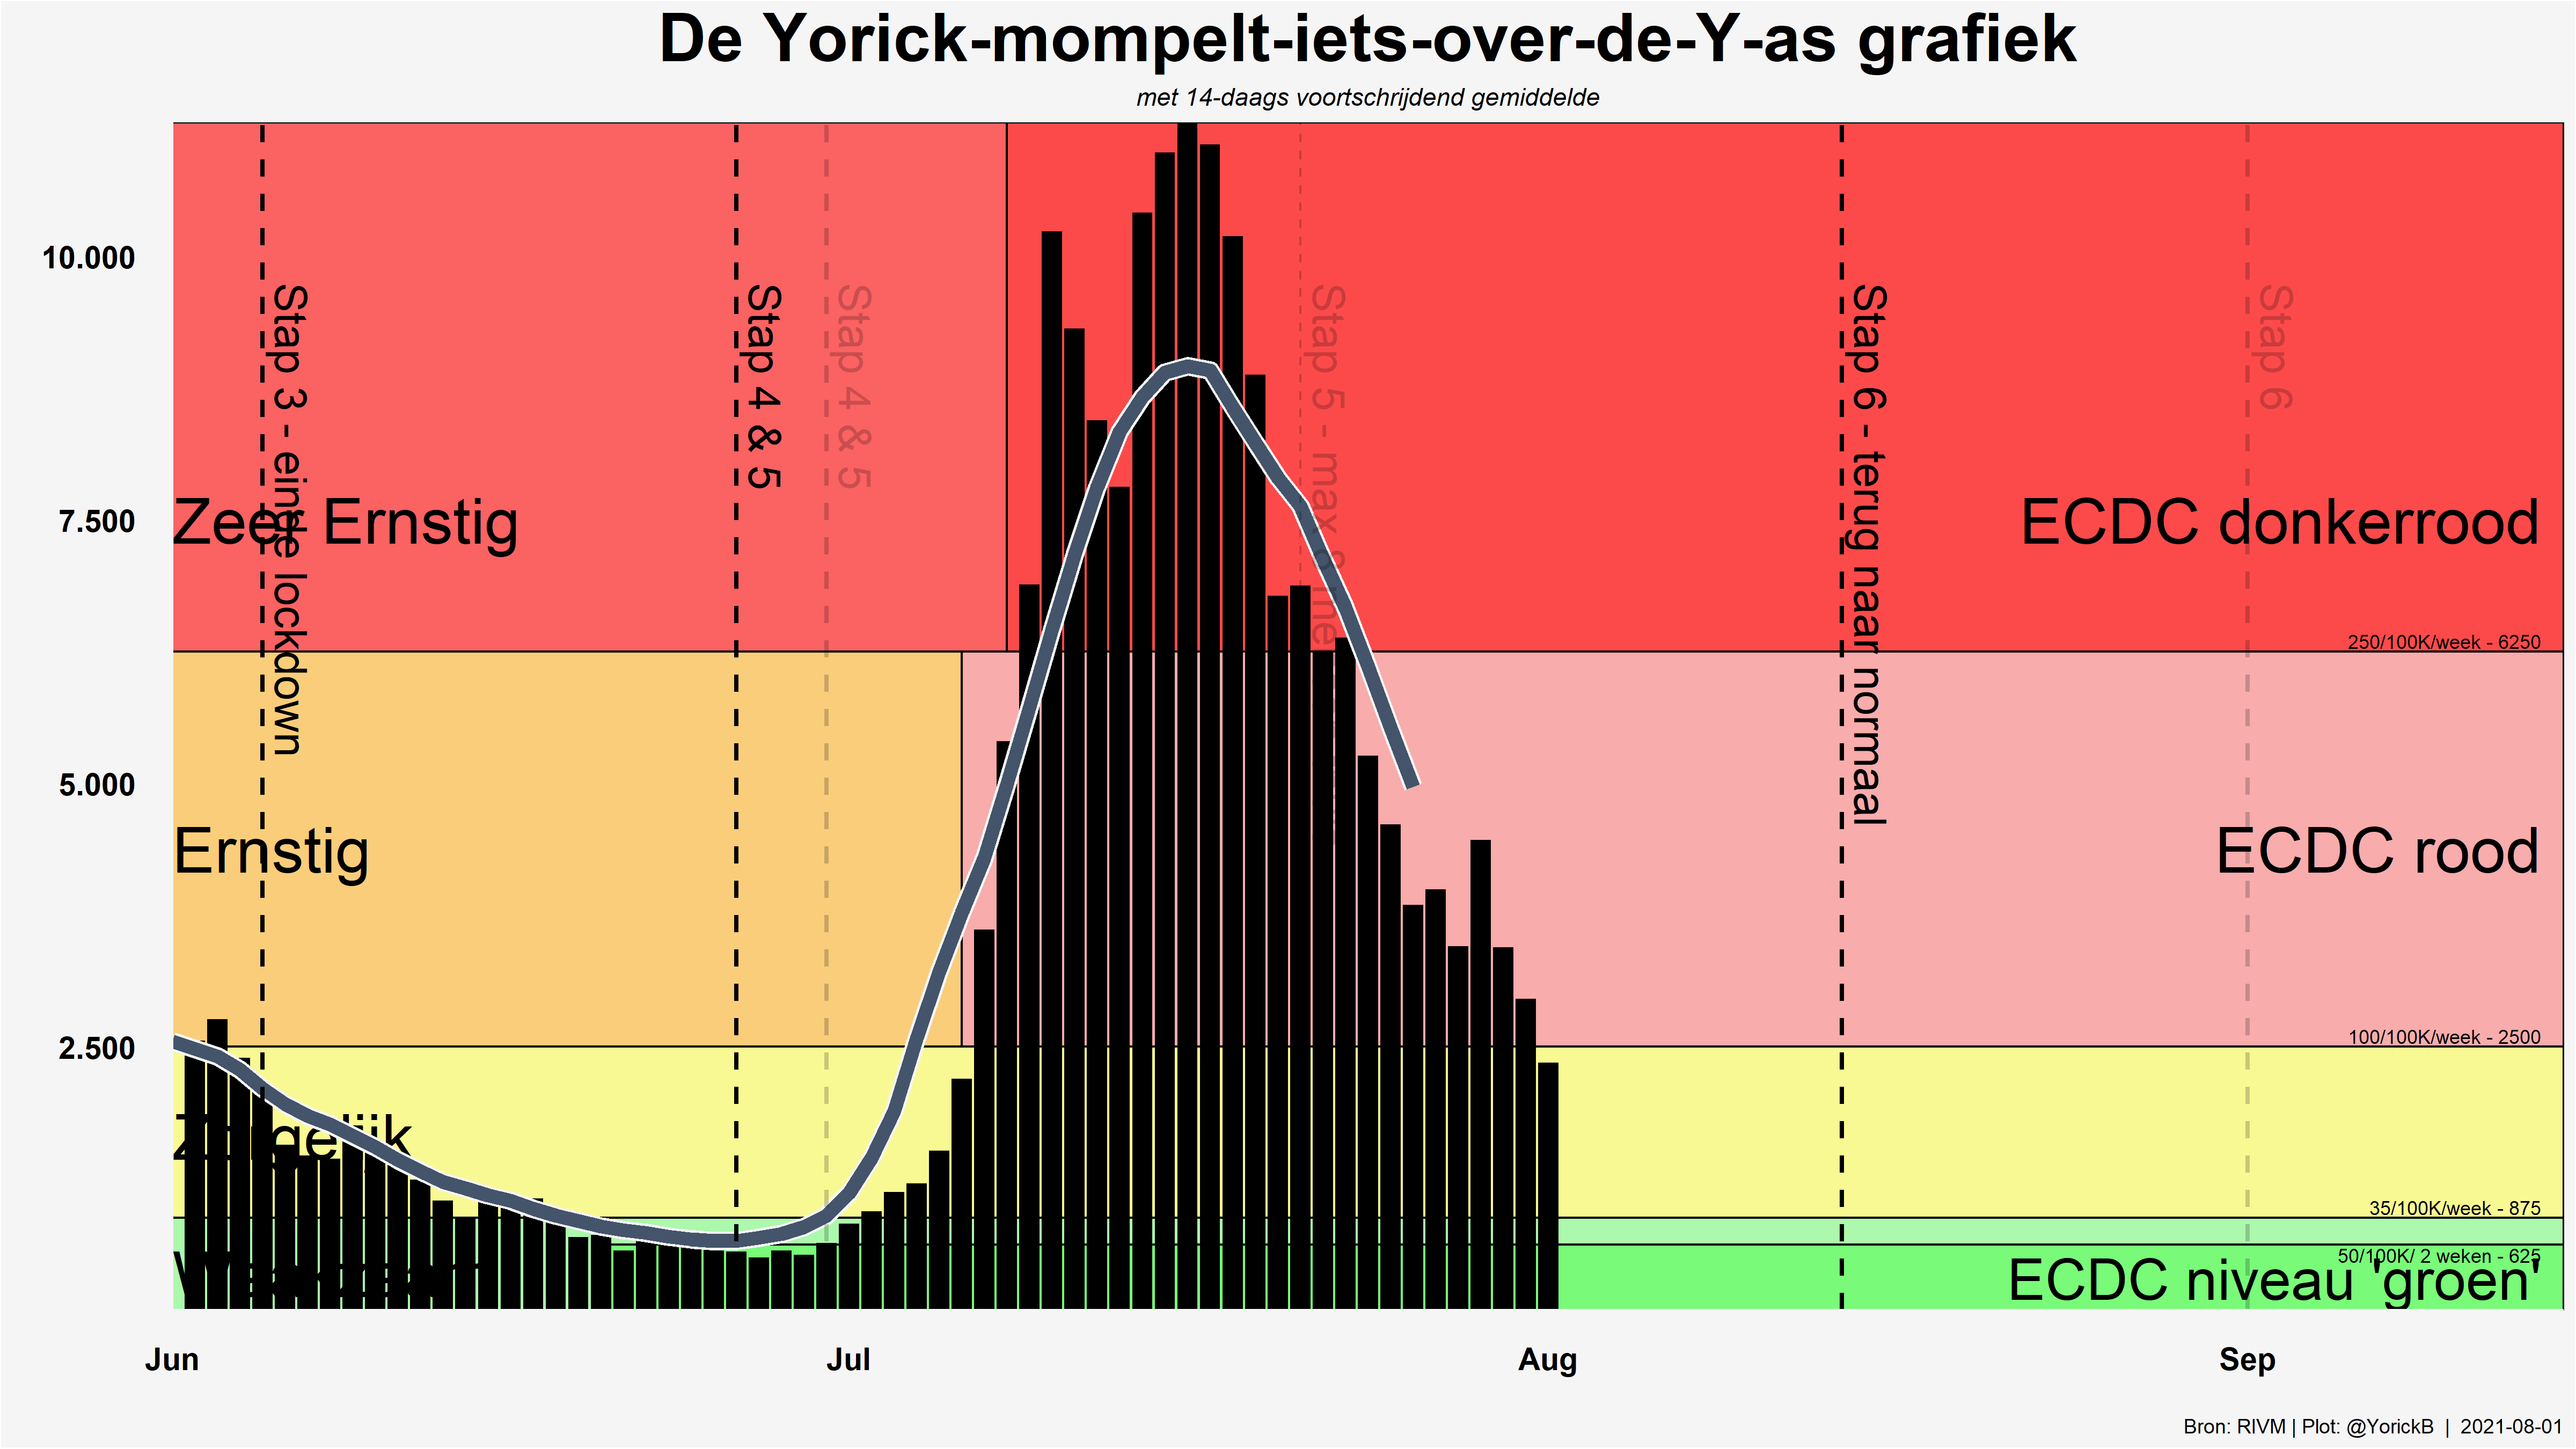 De Yorick-mompelt-iets-over-de-Y-as grafiek
met 14-daags voortschrijdend gemiddelde
10.000
7.500
5.000
2.500
Stap 3 - einde lockdown
Stap 4 & 5
Stap 4 & 5
Stap 5 - max 8
Stap 6 - terug naar normaal
Stap 6
Zeer Ernstig
ECDC donkerrood
250/100K/week - 6250
Ernstig
ECDC rood
100/100K/week - 2500
Zorgelijk
35/100K/week - 875
50/100K/ 2 weken - 625
ECDC niveau 'groen'
Jun
Jul
Aug
Sep
Bron: RIVM | Plot: @YorickB | 2021-08-01